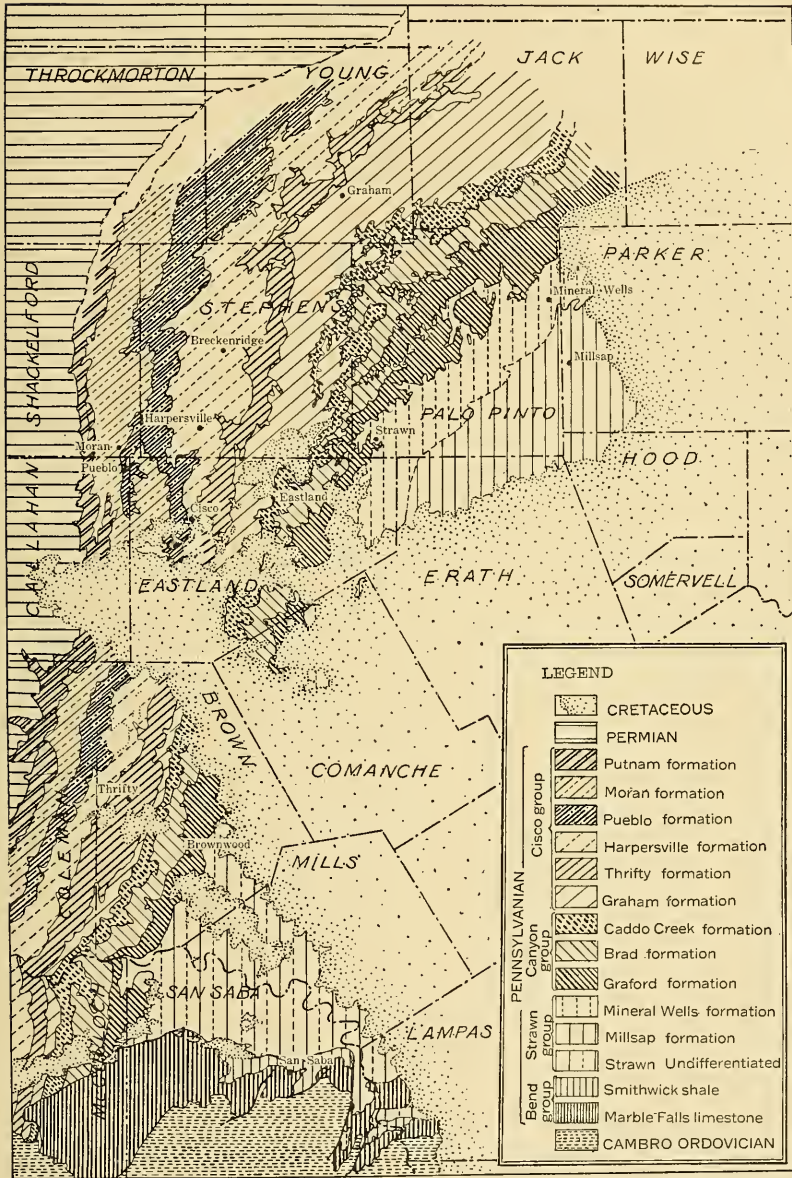 THROCKMORTON
YOUNG
JACK
WISE
Graham
SHACKELFORD
STEPHENS
PARKER
Mineral Wells
Breckenridge
Millsap
PALO PINTO
Harpersville
Strawn
Moran
Pueblo
HOOD
Eastland
Cisco
CALLAHAN
EASTLAND
ERATH
SOMERVELL
BROWN
COMANCHE
Thrifty
COLEMAN
Brownwood
MILLS
SAN SABA
McCULLOCH
LAMPAS
San Saba
LEGEND
CRETACEOUS
PERMIAN
PENNSYLVANIAN
Cisco group
Putnam formation
Moran formation
Pueblo formation
Harpersville formation
Thrifty formation
Graham formation
Canyon group
Caddo Creek formation
Brad formation
Graford formation
Strawn group
Mineral Wells formation
Millsap formation
Strawn Undifferentiated
Bend group
Smithwick shale
Marble Falls limestone
CAMBRO ORDOVICIAN